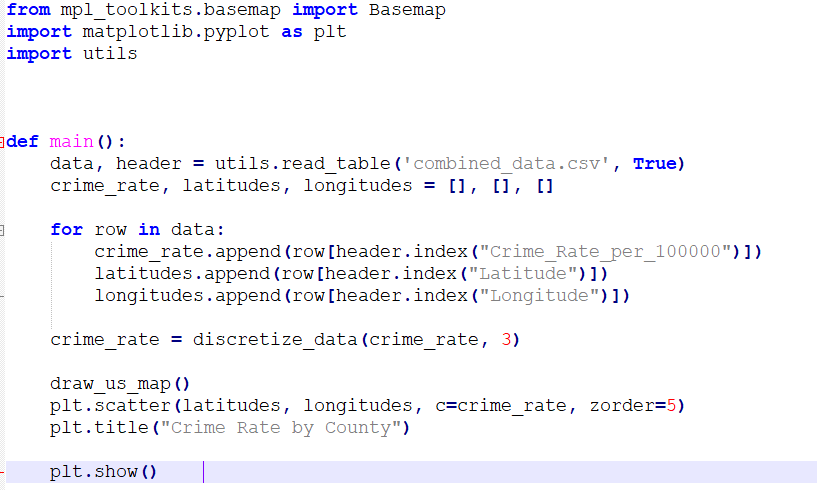 from mpl_toolkits.basemap import Basemap
import matplotlib.pyplot as plt
import utils
def main():
    data, header = utils.read_table('combined_data.csv', True)
    crime_rate, latitudes, longitudes = [], [], []
    for row in data:
        crime_rate.append(row[header.index("Crime_Rate_per_100000")])
        latitudes.append(row[header.index("Latitude")])
        longitudes.append(row[header.index("Longitude")])
    crime_rate = discretize_data(crime_rate, 3)
    draw_us_map()
    plt.scatter(latitudes, longitudes, c=crime_rate, zorder=5)
    plt.title("Crime Rate by County")
    plt.show()